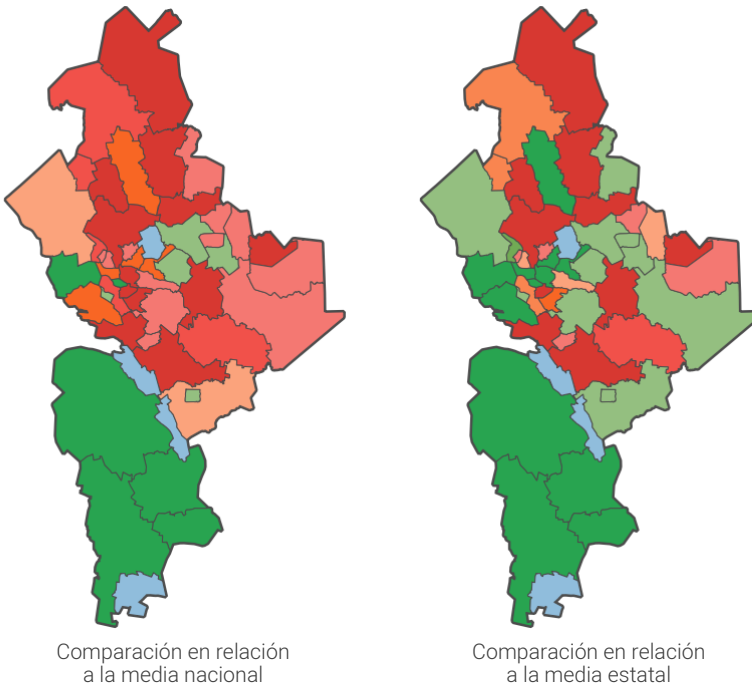 Comparación en relación
a la media nacional
Comparación en relación
a la media estatal